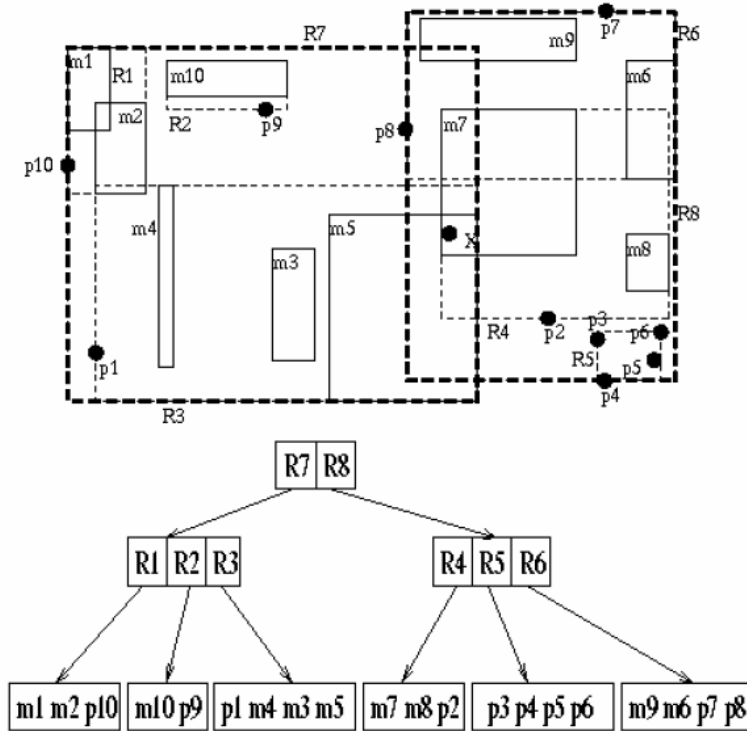 p7
R7
R6
m9
m1
R1
m10
m6
m2
R2
p9
p8
m7
p10
R8
m4
m5
X
m8
m3
R4
p2
p3
p6
p1
R5
p5
p4
R3
R7 R8
R1 R2 R3
R4 R5 R6
m1 m2 p10
m10 p9
p1 m4 m3 m5
m7 m8 p2
p3 p4 p5 p6
m9 m6 p7 p8